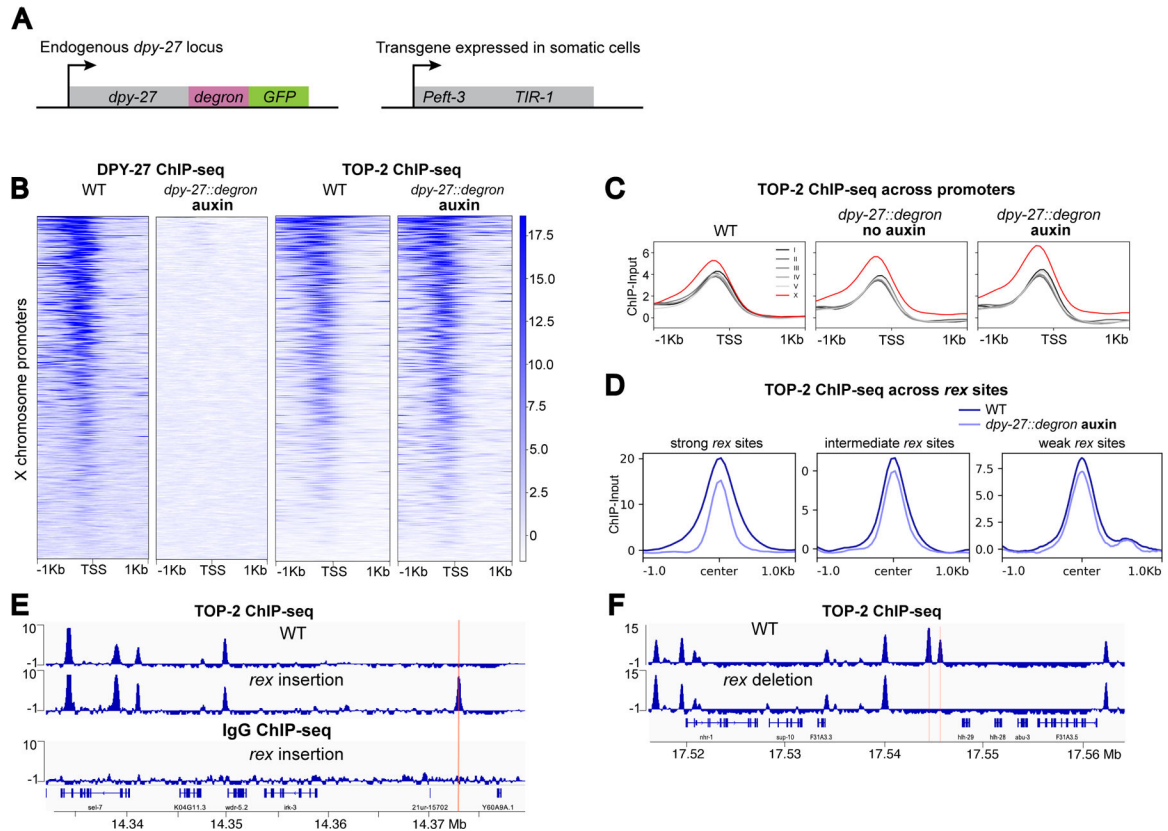 A
Endogenous dpy-27 locus
Transgene expressed in somatic cells
dpy-27 degron GFP
Peft-3 TIR-1
B
DPY-27 ChIP-seq
TOP-2 ChIP-seq
WT
dpy-27::degron
auxin
WT
dpy-27::degron
auxin
X chromosome promoters
17.5
15.0
12.5
10.0
7.5
5.0
2.5
0
-1Kb TSS 1Kb
-1Kb TSS 1Kb
-1Kb TSS 1Kb
-1Kb TSS 1Kb
C
TOP-2 ChIP-seq across promoters
WT
dpy-27::degron
no auxin
dpy-27::degron
auxin
ChIP-Input
6
4
2
0
I
II
III
IV
V
X
-1Kb TSS 1Kb
-1Kb TSS 1Kb
-1Kb TSS 1Kb
D
TOP-2 ChIP-seq across rex sites
WT
dpy-27::degron auxin
strong rex sites
intermediate rex sites
weak rex sites
ChIP-Input
20
10
0
0
0
7.5
5.0
2.5
0.0
-1.0 center 1.0Kb
-1.0 center 1.0Kb
-1.0 center 1.0Kb
E
TOP-2 ChIP-seq
WT
10
-1
rex insertion
10
-1
IgG ChIP-seq
rex insertion
10
-1
sel-7 K04G11.3 wdr-5.2 irk-3 21ur-15702 Y60A9A.1
14.34 14.35 14.36 14.37 Mb
F
TOP-2 ChIP-seq
WT
15
-1
rex deletion
15
-1
nhr-1 sup-10 F31A3.3 hlh-29 hlh-28 abu-3 F31A3.5
17.52 17.53 17.54 17.55 17.56 Mb